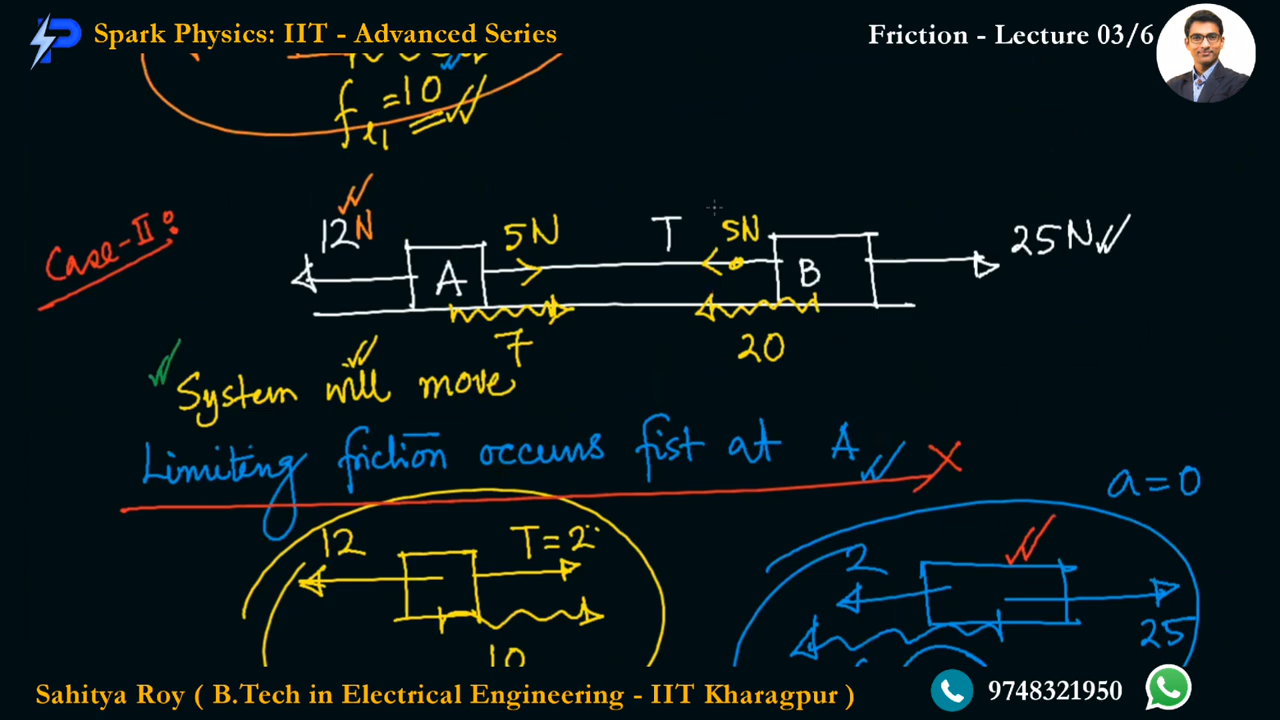 Spark Physics: IIT - Advanced Series
Friction - Lecture 03/6
f l1 = 10
Case-II:
12N
5N
T
5N
25N
A
B
7
20
System will move
Limiting friction occurs fist at A
a=0
12
T=2
2
25
10
Sahitya Roy ( B.Tech in Electrical Engineering - IIT Kharagpur )
9748321950